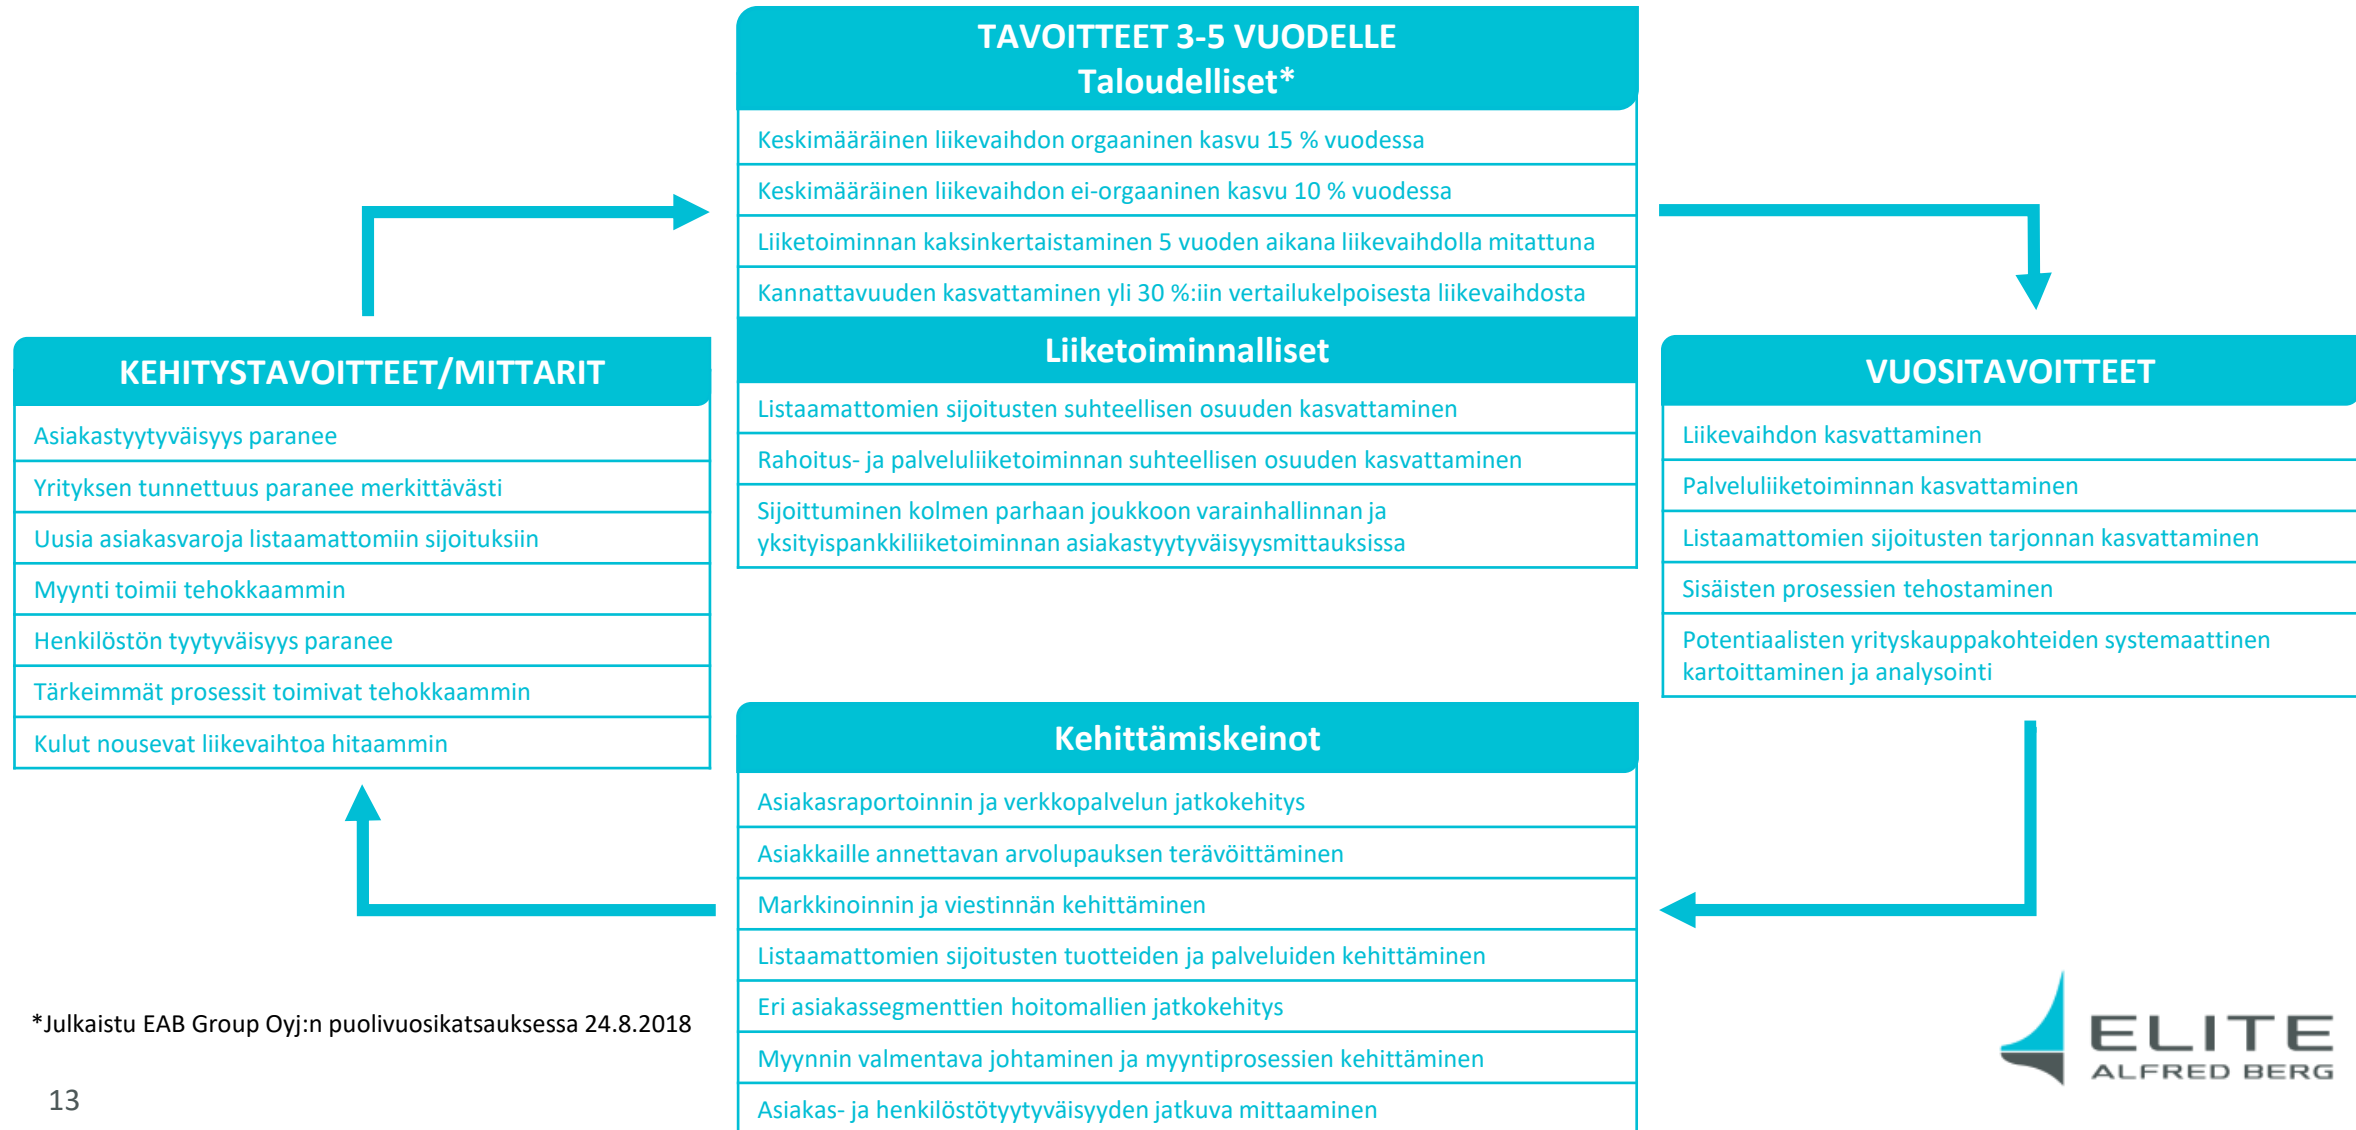 TAVOITTEET 3-5 VUODELLE
Taloudelliset*
Keskimääräinen liikevaihdon orgaaninen kasvu 15 % vuodessa
Keskimääräinen liikevaihdon ei-orgaaninen kasvu 10 % vuodessa
Liiketoiminnan kaksinkertaistaminen 5 vuoden aikana liikevaihdolla mitattuna
Kannattavuuden kasvattaminen yli 30 %:iin vertailukelpoisesta liikevaihdosta
Liiketoiminnalliset
Listaamattomien sijoitusten suhteellisen osuuden kasvattaminen
Rahoitus- ja palveluliiketoiminnan suhteellisen osuuden kasvattaminen
Sijoittuminen kolmen parhaan joukkoon varainhallinnan ja
yksityispankkiliiketoiminnan asiakastyytyväisyysmittauksissa
VUOSITAVOITTEET
Liikevaihdon kasvattaminen
Palveluliiketoiminnan kasvattaminen
Listaamattomien sijoitusten tarjonnan kasvattaminen
Sisäisten prosessien tehostaminen
Potentiaalisten yrityskauppakohteiden systemaattinen
kartoittaminen ja analysointi
Kehittämiskeinot
Asiakasraportoinnin ja verkkopalvelun jatkokehitys
Asiakkaille annettavan arvolupauksen terävöittäminen
Markkinoinnin ja viestinnän kehittäminen
Listaamattomien sijoitusten tuotteiden ja palveluiden kehittäminen
Eri asiakassegmenttien hoitomallien jatkokehitys
Myynnin valmentava johtaminen ja myyntiprosessien kehittäminen
Asiakas- ja henkilöstötyytyväisyyden jatkuva mittaaminen
KEHITYSTAVOITTEET/MITTARIT
Asiakastyytyväisyys paranee
Yrityksen tunnettuus paranee merkittävästi
Uusia asiakasvaroja listaamattomiin sijoituksiin
Myynti toimii tehokkaammin
Henkilöstön tyytyväisyys paranee
Tärkeimmät prosessit toimivat tehokkaammin
Kulut nousevat liikevaihtoa hitaammin
*Julkaistu EAB Group Oyj:n puolivuosikatsauksessa 24.8.2018
13
ELITE
ALFRED BERG